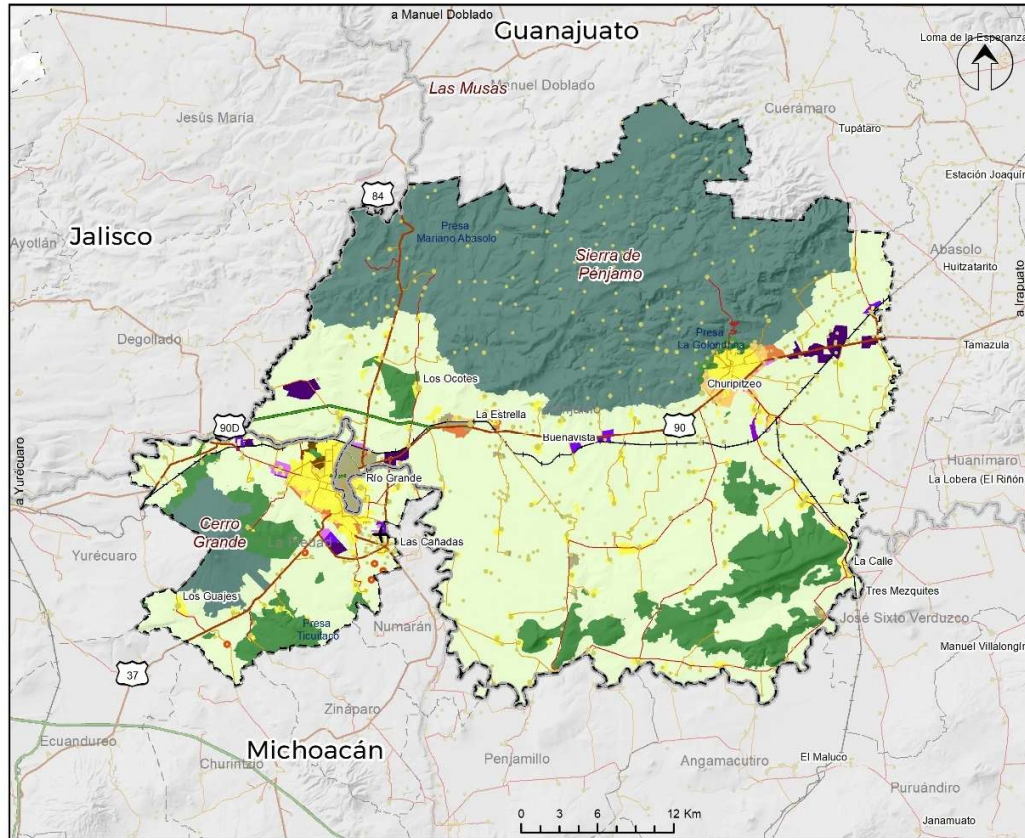 a Manuel Doblado
Guanajuato
Loma de la Esperanza
Las Musas
Manuel Doblado
Jesús María
Cuerámaro
Tupátaro
Estación Joaquín
84
Presa
Mariano Abasolo
Jalisco
Ayotlán
Sierra de
Pénjamo
Abasolo
Huitzatarito
a Irapuato
Degollado
Presa
La Golondrina
Tamazula
Churipitzeo
Los Ocotes
La Estrella
90D
Buenavista
90
a Yurécuaro
Río Grande
Huanímaro
La Lobera (El Riñón)
Cerro
Grande
Las Cañadas
Yurécuaro
La Calle
Los Guajes
Tres Mezquites
Presa
Ticuitaco
Numarán
José Sixto Verduzco
Manuel Villalongín
37
Zináparo
Ecuandureo
Churintzio
Michoacán
Penjamillo
Angamacutiro
El Maluco
Puruándiro
Janamuato
0 3 6 12 Km